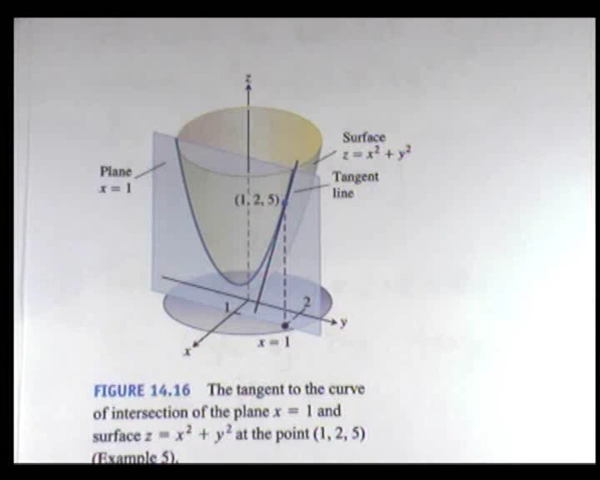 z
Surface
z = x² + y²
Plane
x = 1
Tangent
line
(1, 2, 5)
1
2
y
x
x = 1
FIGURE 14.16 The tangent to the curve
of intersection of the plane x = 1 and
surface z = x² + y² at the point (1, 2, 5)
(Example 5).